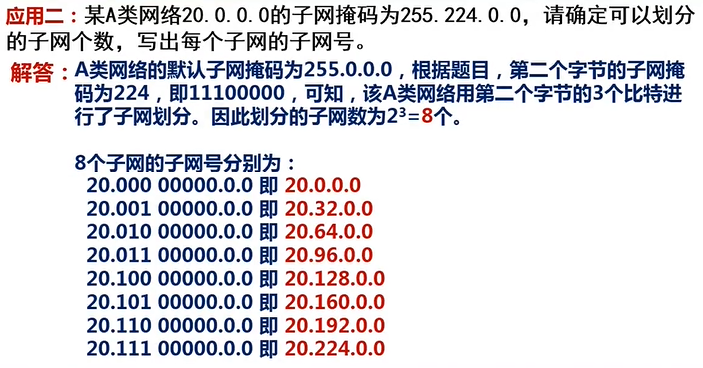 应用二：某A类网络20.0.0.0的子网掩码为255.224.0.0，请确定可以划分
的子网个数，写出每个子网的子网号。
解答：A类网络的默认子网掩码为255.0.0.0，根据题目，第二个字节的子网掩
码为224，即11100000，可知，该A类网络用第二个字节的3个比特进
行了子网划分。因此划分的子网数为2³=8个。
8个子网的子网号分别为：
20.000 00000.0.0 即 20.0.0.0
20.001 00000.0.0 即 20.32.0.0
20.010 00000.0.0 即 20.64.0.0
20.011 00000.0.0 即 20.96.0.0
20.100 00000.0.0 即 20.128.0.0
20.101 00000.0.0 即 20.160.0.0
20.110 00000.0.0 即 20.192.0.0
20.111 00000.0.0 即 20.224.0.0